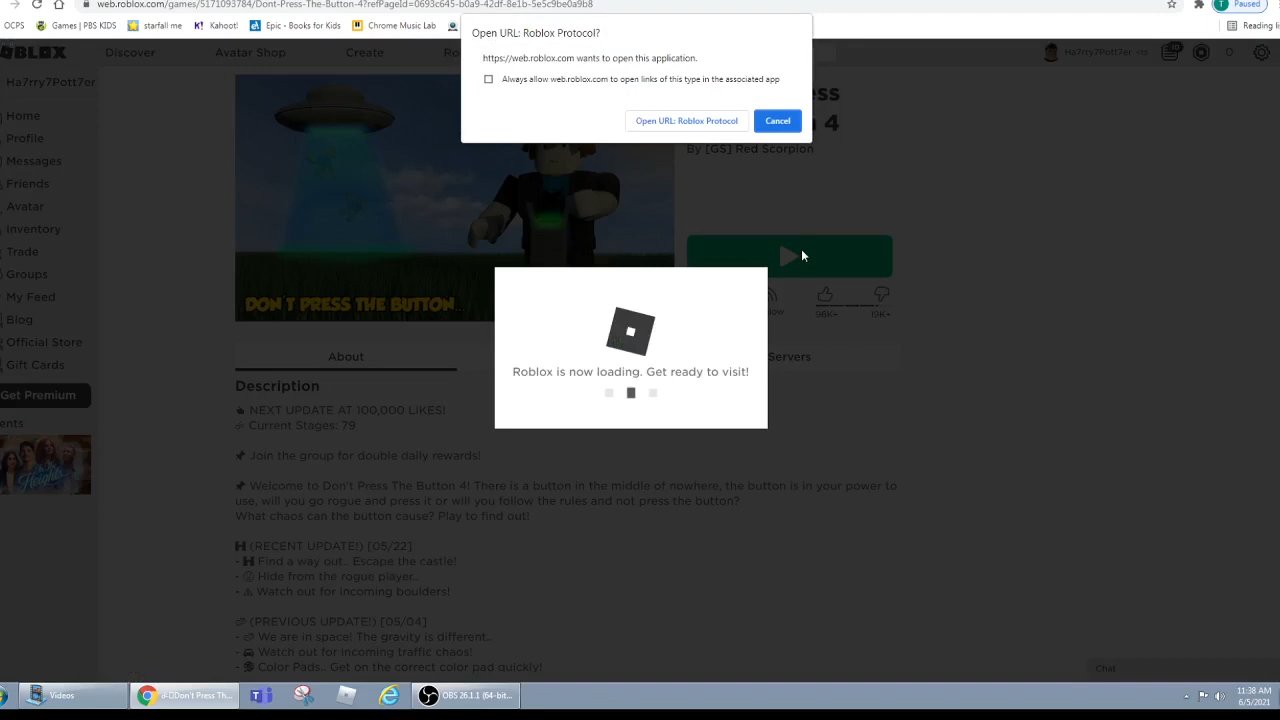 web.roblox.com/games/5171093784/Dont-Press-The-Button-4?refPageId=0693c645-b0a9-42df-8e1b-5e5c9be0a9b8
Paused
OCPS
Games | PBS KIDS
starfall me
Kahoot!
Epic - Books for Kids
Chrome Music Lab
Reading li
Open URL: Roblox Protocol?
https://web.roblox.com wants to open this application.
Always allow web.roblox.com to open links of this type in the associated app
Open URL: Roblox Protocol
Cancel
Discover
Avatar Shop
Create
Ha7rry7Pott7er
0
Ha7rry7Pott7er
Home
Profile
Messages
Friends
Avatar
Inventory
Trade
Groups
My Feed
Blog
Official Store
Gift Cards
Get Premium
ents
DON'T PRESS THE BUTTON...
ess
4
By [GS] Red Scorpion
96K+
19K+
Roblox is now loading. Get ready to visit!
About
Servers
Description
NEXT UPDATE AT 100,000 LIKES!
Current Stages: 79
Join the group for double daily rewards!
Welcome to Don't Press The Button 4! There is a button in the middle of nowhere, the button is in your power to
use, will you go rogue and press it or will you follow the rules and not press the button?
What chaos can the button cause? Play to find out!
(RECENT UPDATE!) [05/22]
- Find a way out.. Escape the castle!
- Hide from the rogue player..
- Watch out for incoming boulders!
(PREVIOUS UPDATE!) [05/04]
- We are in space! The gravity is different..
- Watch out for incoming traffic chaos!
- Color Pads.. Get on the correct color pad quickly!
Chat
Videos
Don't Press Th...
OBS 26.1.1 (64-bit...
11:38 AM
6/5/2021